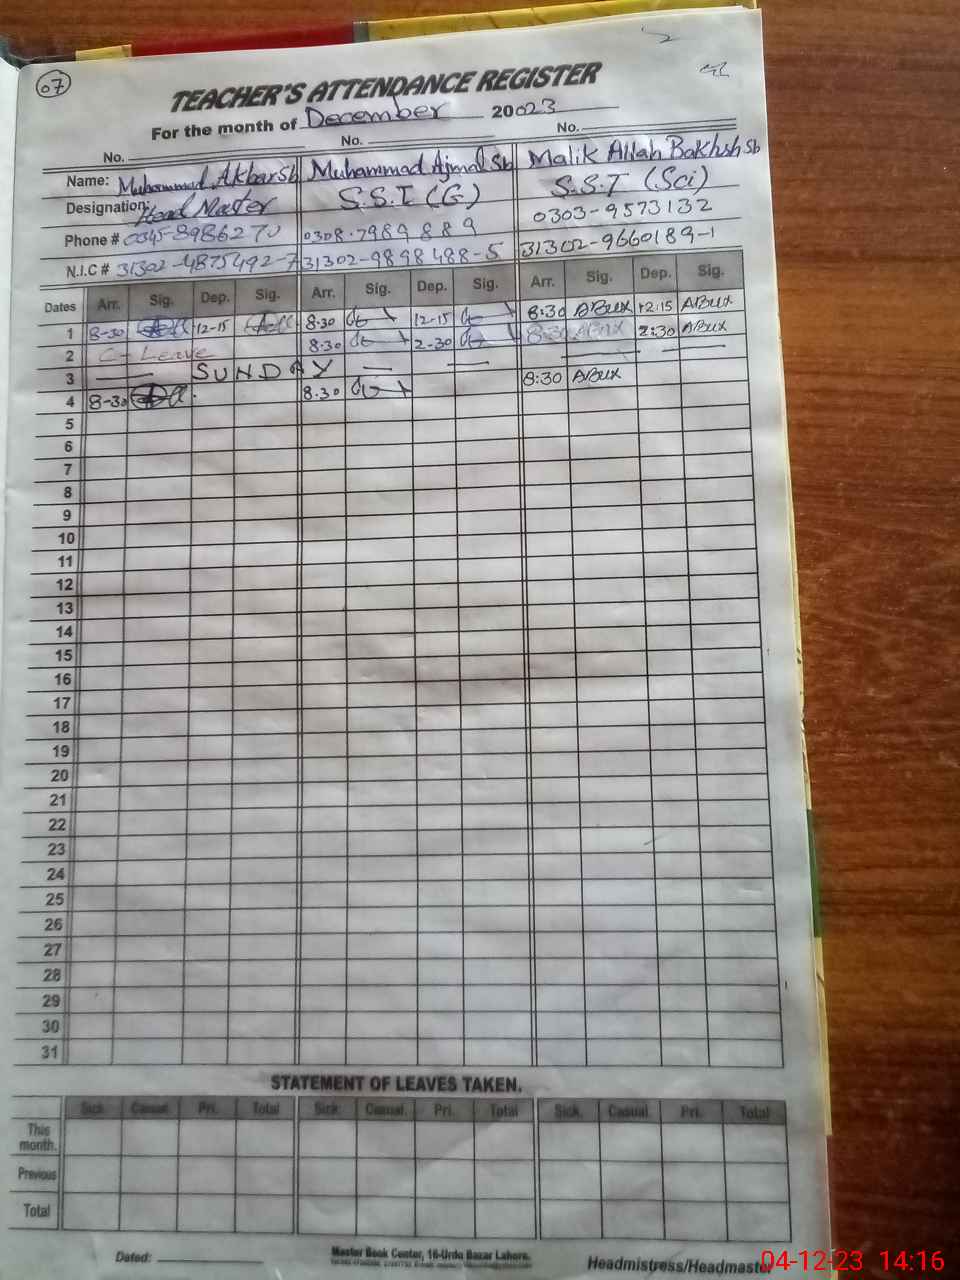 07
TEACHER'S ATTENDANCE REGISTER
For the month of December 20023
No. No. No.
Name: Muhammad Akbar Sb Muhammad Ajmal Sb Malik Allah Bakhsh Sb
Designation: Head Master S.S.T (G) S.S.T (Sci)
Phone # 0345-8986270 0308-7989889 0303-9573132
N.I.C # 31302-4875492-7 31302-9898488-5 31302-9660189-1
Dates Arr. Sig. Dep. Sig. Arr. Sig. Dep. Sig. Arr. Sig. Dep. Sig.
1 8-30 12-15 8-30 12-15 8:30 ABux 12-15 ABux
2 C-Leave 8.30 2-30 8:30 ABux 2:30 ABux
3 SUNDAY
4 8-30 8.30 8:30 ABux
5
6
7
8
9
10
11
12
13
14
15
16
17
18
19
20
21
22
23
24
25
26
27
28
29
30
31
STATEMENT OF LEAVES TAKEN.
Sick. Casual. Pri. Total Sick. Casual. Pri. Total Sick. Casual. Pri. Total
This month.
Previous
Total
Dated: Master Book Center, 16-Urdu Bazar Lahore. Headmistress/Headmaster
04-12-23 14:16